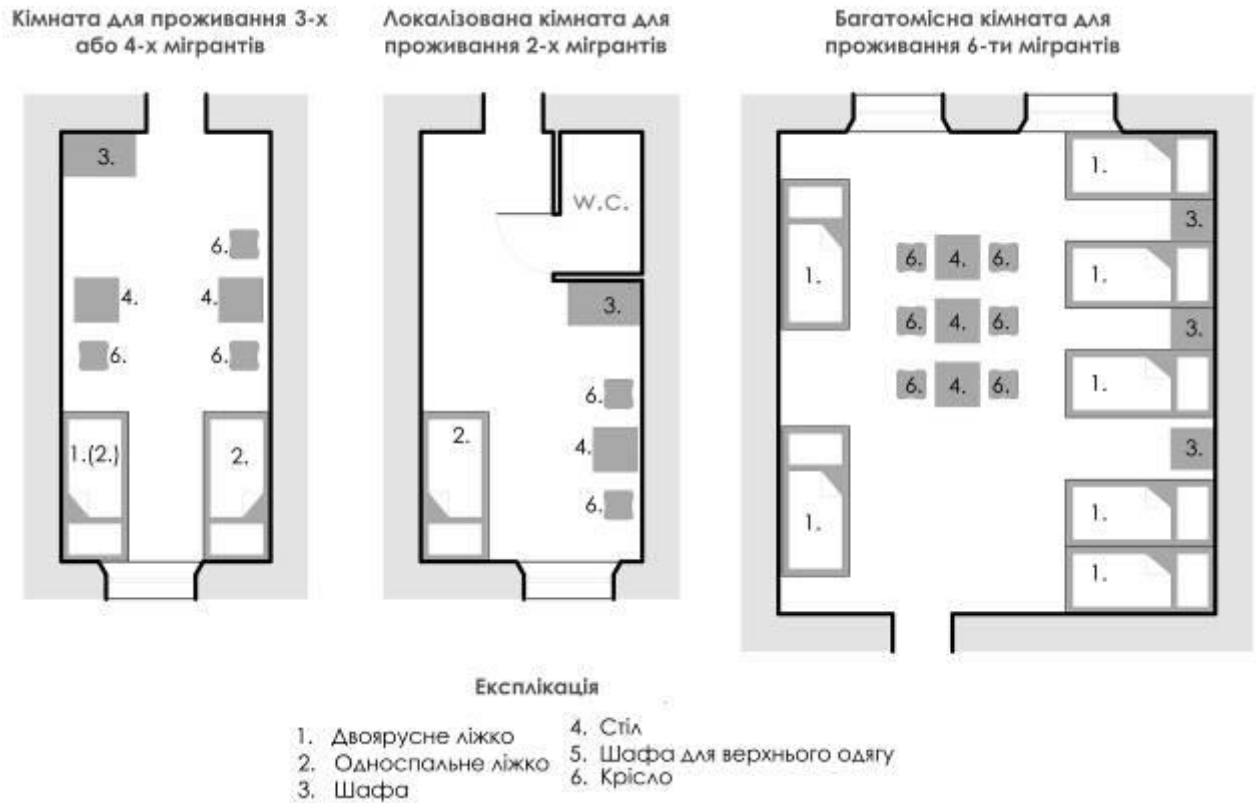 Кімната для проживання 3-х
або 4-х мігрантів
Локалізована кімната для
проживання 2-х мігрантів
Багатомісна кімната для
проживання 6-ти мігрантів
3.
6.
4.
4.
6.
6.
1.(2.)
2.
W.C.
3.
6.
2.
4.
6.
1.
3.
1.
1.
6. 4. 6.
3.
6. 4. 6.
1.
6. 4. 6.
3.
1.
1.
1.
Експлікація
1. Двоярусне ліжко
2. Односпальне ліжко
3. Шафа
4. Стіл
5. Шафа для верхнього одягу
6. Крісло